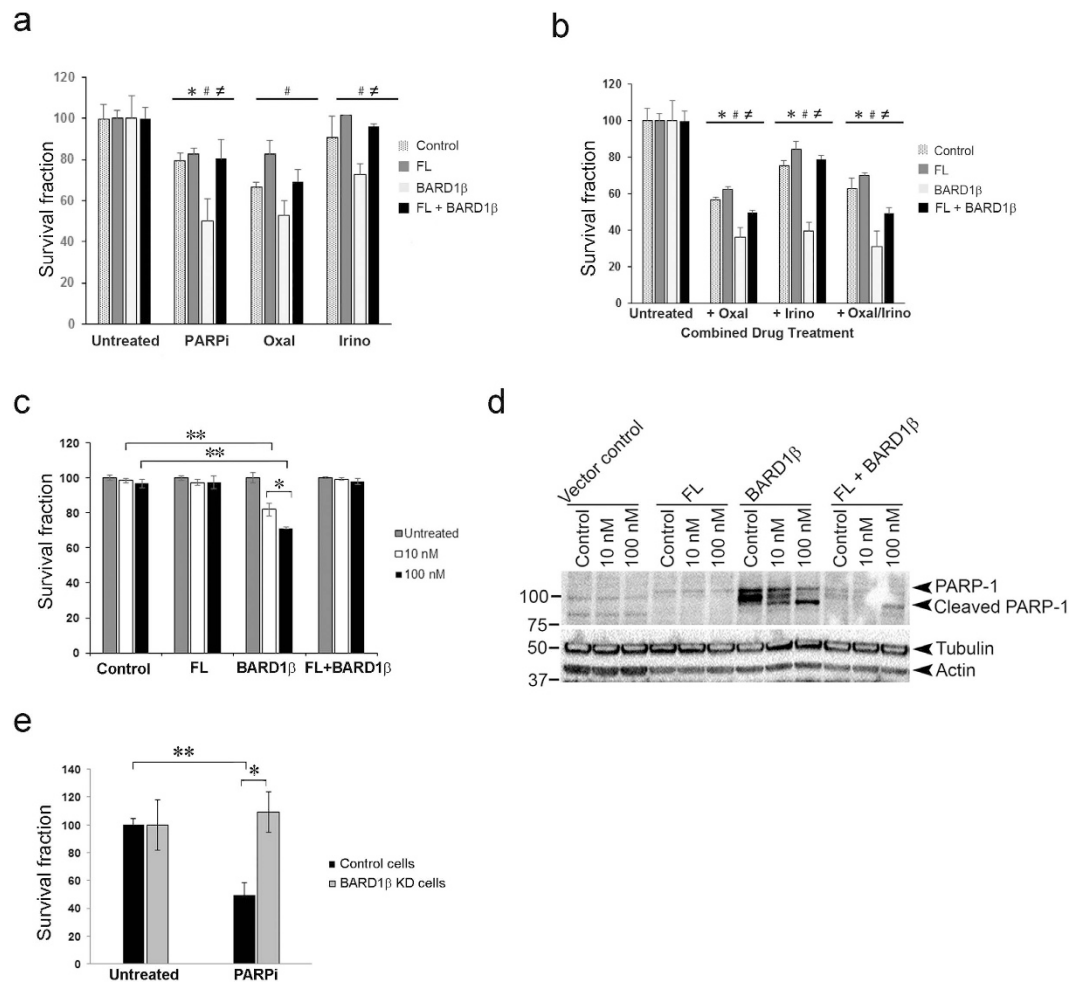 a
120
100
80
60
40
20
0
Survival fraction
* # ≠
#
# ≠
Untreated PARPi Oxal Irino
Control
FL
BARD1β
FL + BARD1β
b
120
100
80
60
40
20
0
Survival fraction
* # ≠
* # ≠
* # ≠
Untreated + Oxal + Irino + Oxal/Irino
Combined Drug Treatment
Control
FL
BARD1β
FL + BARD1β
c
120
100
80
60
40
20
0
Survival fraction
**
**
*
Control FL BARD1β FL+BARD1β
Untreated
10 nM
100 nM
d
Vector control
FL
BARD1β
FL + BARD1β
Control 10 nM 100 nM Control 10 nM 100 nM Control 10 nM 100 nM Control 10 nM 100 nM
100
75
50
37
PARP-1
Cleaved PARP-1
Tubulin
Actin
e
140
120
100
80
60
40
20
0
Survival fraction
**
*
Untreated PARPi
Control cells
BARD1β KD cells